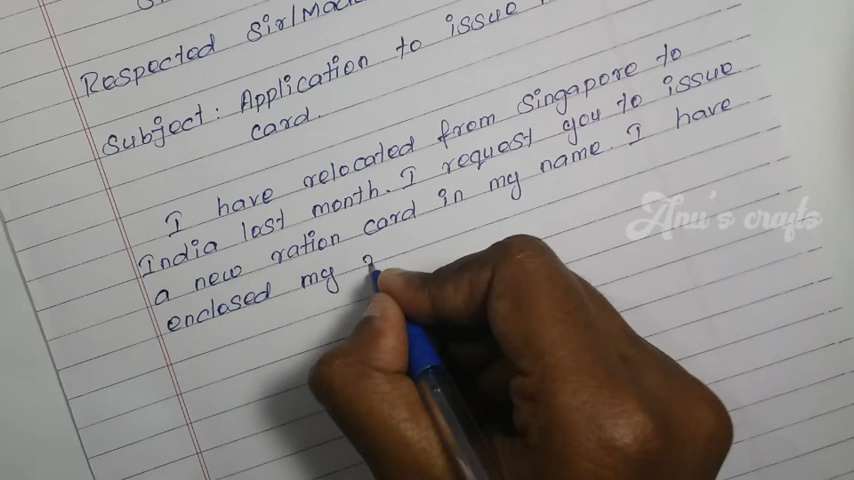 Respected Sir/Mada
Subject: Application to issue
card.
I have relocated from Singapore to
India last month. I request you to issue
a new ration card in my name. I have
enclosed my
Anu's crafts